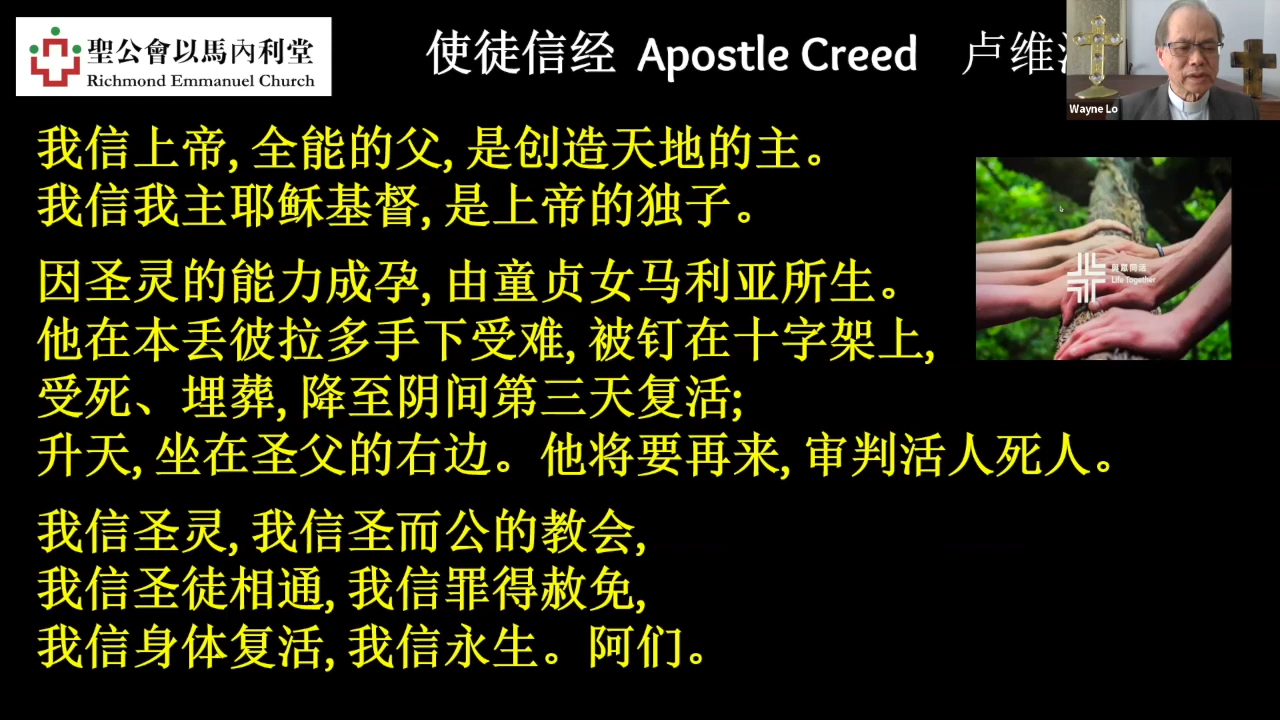 聖公會以馬內利堂
Richmond Emmanuel Church
使徒信经 Apostle Creed 卢维
Wayne Lo
我信上帝, 全能的父, 是创造天地的主。
我信我主耶稣基督, 是上帝的独子。
與眾同活
Life Together
因圣灵的能力成孕, 由童贞女马利亚所生。
他在本丢彼拉多手下受难, 被钉在十字架上,
受死、埋葬, 降至阴间第三天复活;
升天, 坐在圣父的右边。他将要再来, 审判活人死人。
我信圣灵, 我信圣而公的教会,
我信圣徒相通, 我信罪得赦免,
我信身体复活, 我信永生。阿们。